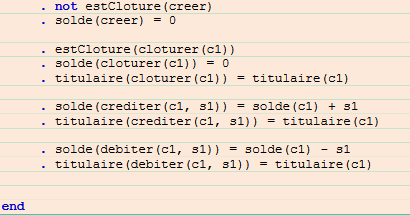 . not estCloture(creer)
. solde(creer) = 0
. estCloture(cloturer(c1))
. solde(cloturer(c1)) = 0
. titulaire(cloturer(c1)) = titulaire(c1)
. solde(crediter(c1, s1)) = solde(c1) + s1
. titulaire(crediter(c1, s1)) = titulaire(c1)
. solde(debiter(c1, s1)) = solde(c1) - s1
. titulaire(debiter(c1, s1)) = titulaire(c1)
end